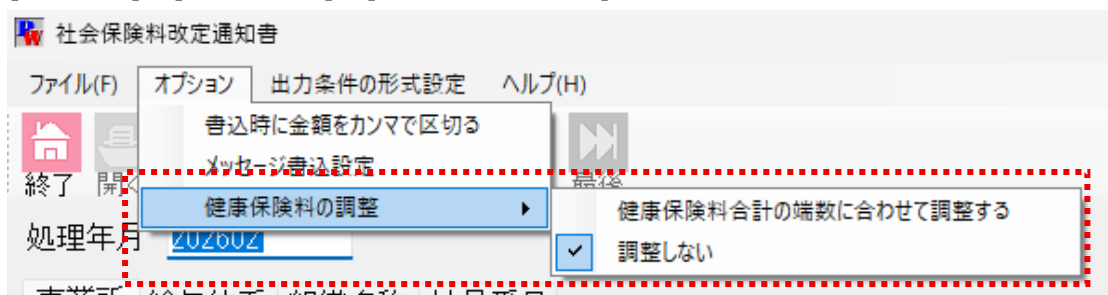 社会保険料改定通知書
ファイル(F) オプション 出力条件の形式設定 ヘルプ(H)
書込時に金額をカンマで区切る
メッセージ書込設定
終了 開く 最後
健康保険料の調整 健康保険料合計の端数に合わせて調整する
処理年月 202602 調整しない